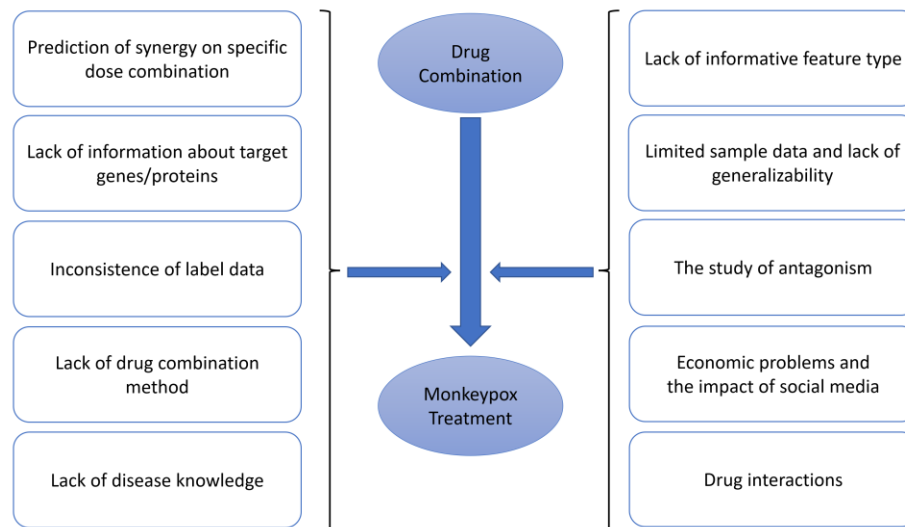 Prediction of synergy on specific
dose combination
Lack of information about target
genes/proteins
Inconsistence of label data
Lack of drug combination
method
Lack of disease knowledge
Drug
Combination
Monkeypox
Treatment
Lack of informative feature type
Limited sample data and lack of
generalizability
The study of antagonism
Economic problems and
the impact of social media
Drug interactions